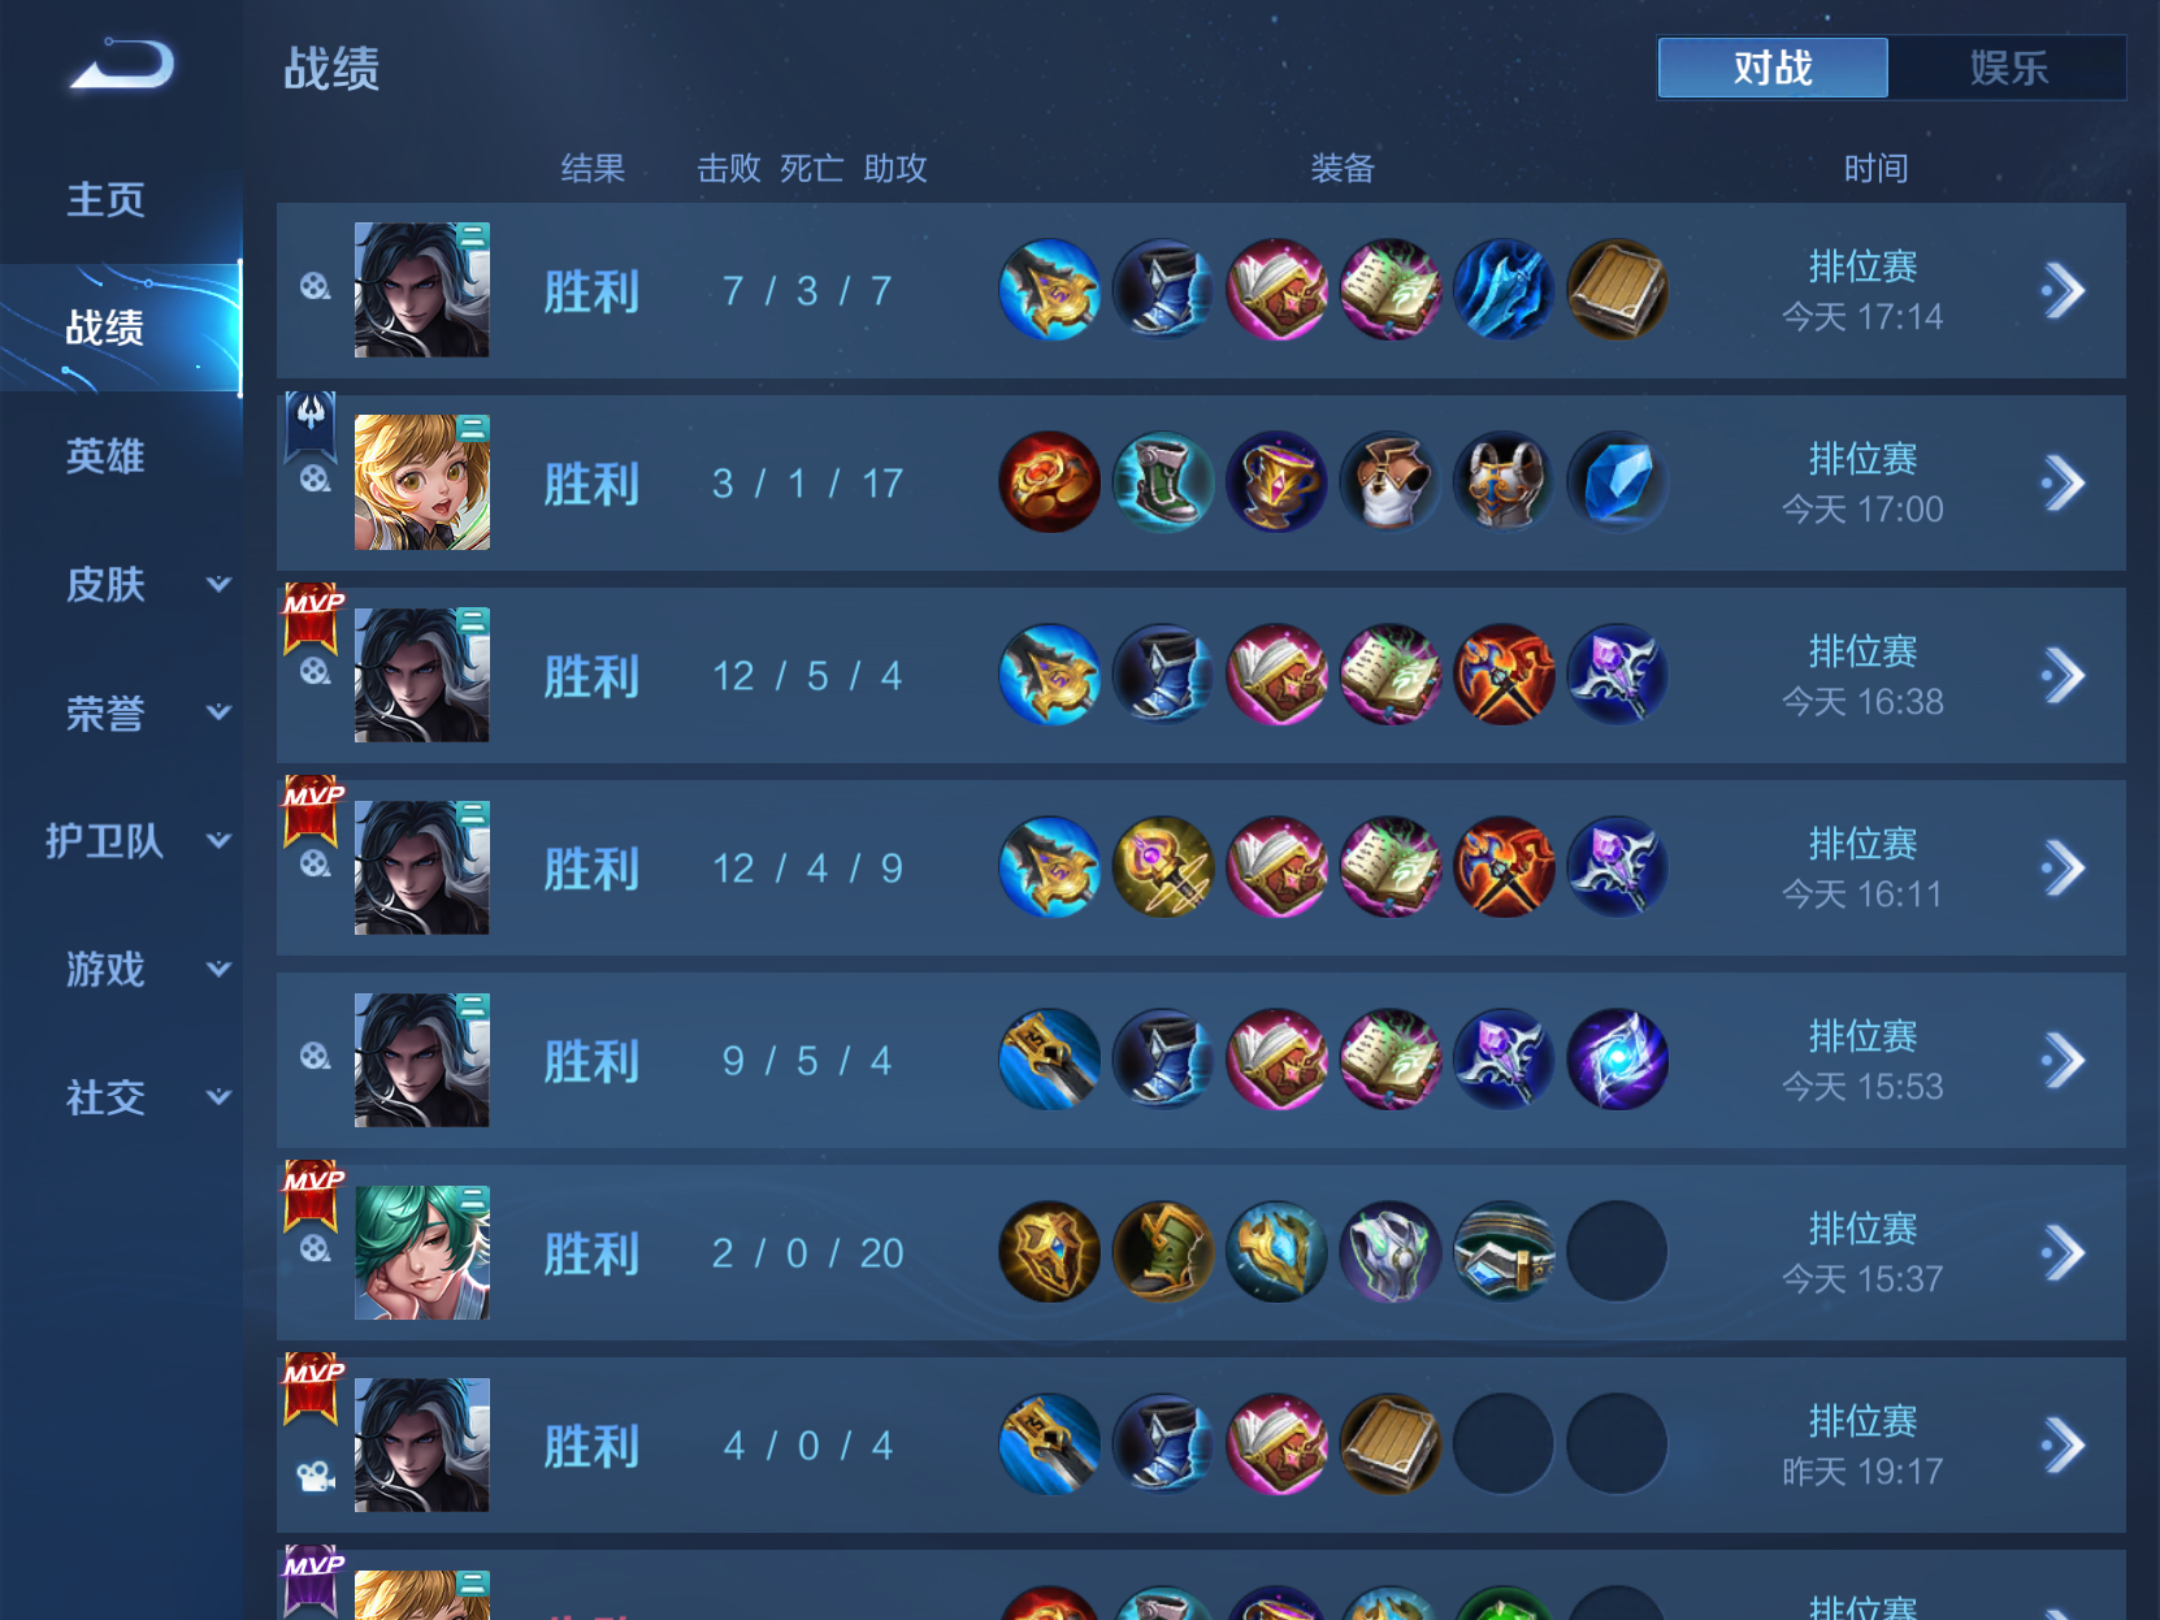 战绩
对战 娱乐
主页
战绩
英雄
皮肤
荣誉
护卫队
游戏
社交
结果 击败 死亡 助攻 装备 时间
胜利 7 / 3 / 7 排位赛
今天 17:14
胜利 3 / 1 / 17 排位赛
今天 17:00
MVP
胜利 12 / 5 / 4 排位赛
今天 16:38
MVP
胜利 12 / 4 / 9 排位赛
今天 16:11
胜利 9 / 5 / 4 排位赛
今天 15:53
MVP
胜利 2 / 0 / 20 排位赛
今天 15:37
MVP
胜利 4 / 0 / 4 排位赛
昨天 19:17
MVP
排位赛